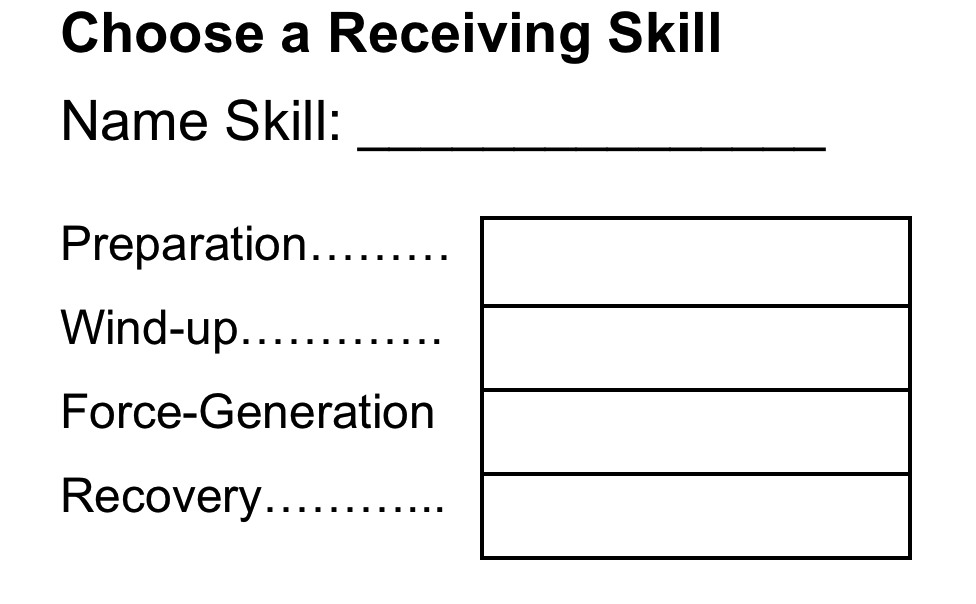 Choose a Receiving Skill
Name Skill: _______________
Preparation………
Wind-up………….
Force-Generation
Recovery………...